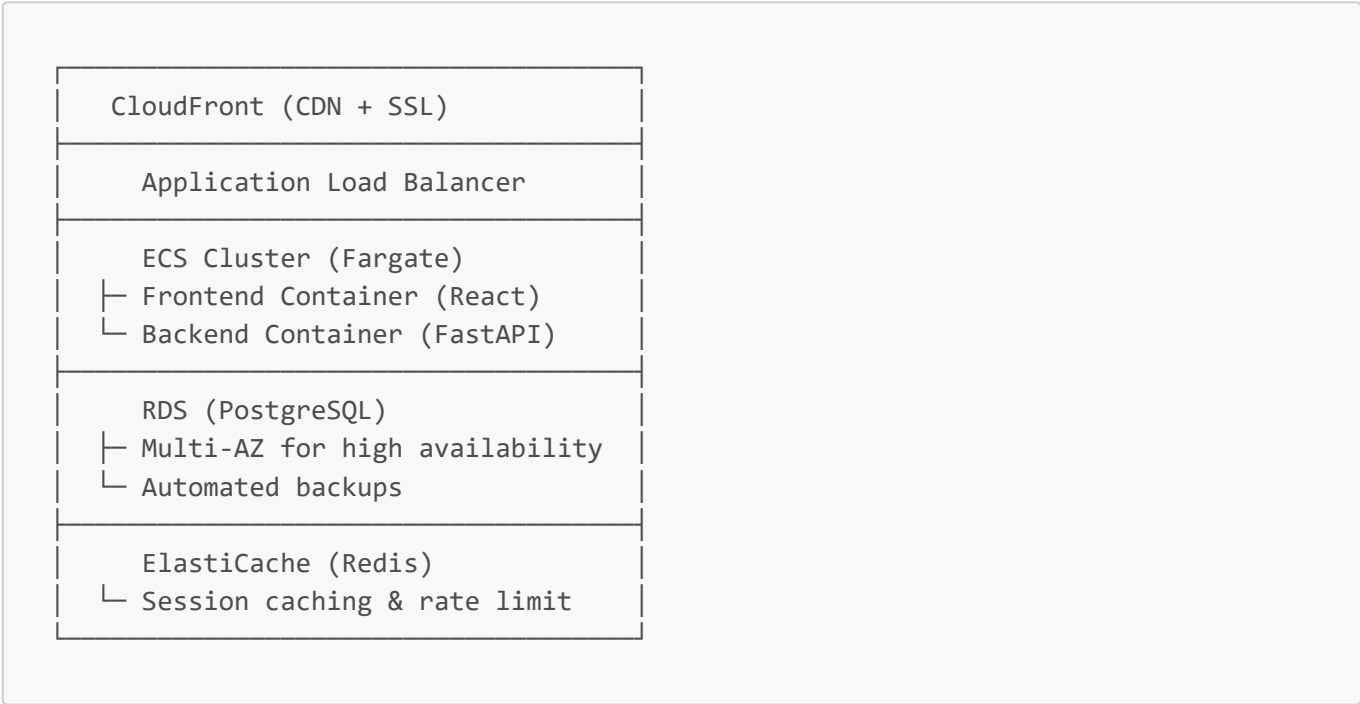 CloudFront (CDN + SSL)
Application Load Balancer
ECS Cluster (Fargate)
├─ Frontend Container (React)
└─ Backend Container (FastAPI)
RDS (PostgreSQL)
├─ Multi-AZ for high availability
└─ Automated backups
ElastiCache (Redis)
└─ Session caching & rate limit